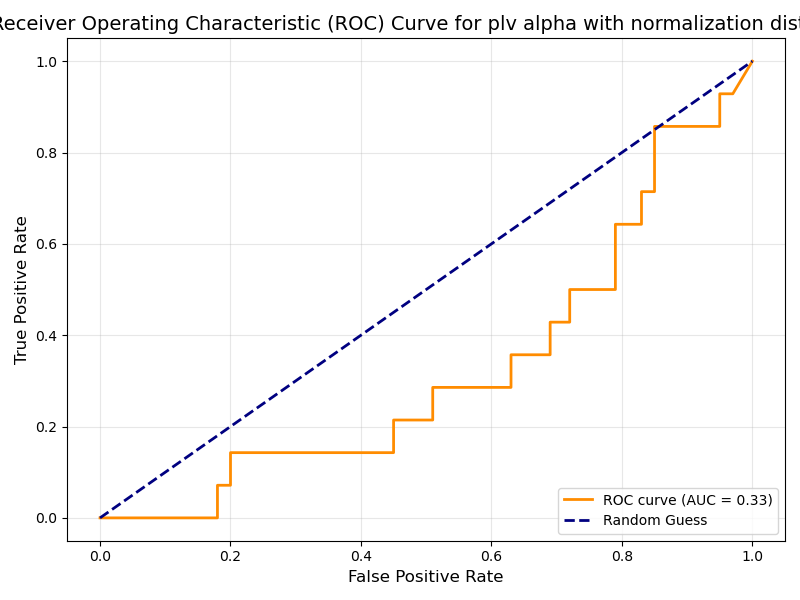 Receiver Operating Characteristic (ROC) Curve for plv alpha with normalization dist
1.0
0.8
0.6
0.4
0.2
0.0
True Positive Rate
0.0 0.2 0.4 0.6 0.8 1.0
False Positive Rate
ROC curve (AUC = 0.33)
Random Guess